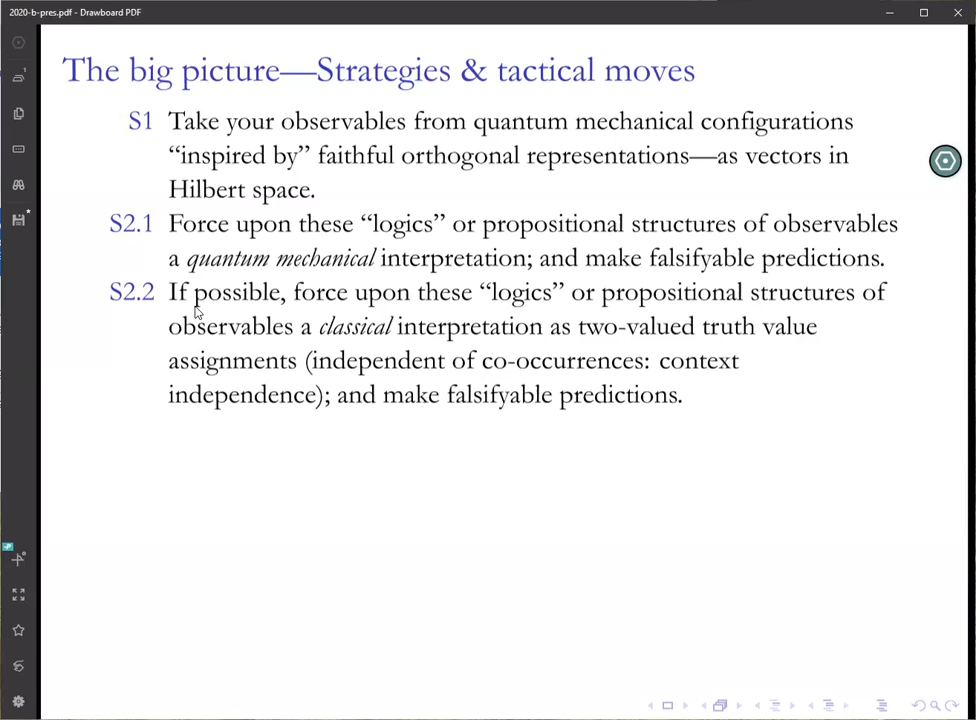 2020-b-pres.pdf - Drawboard PDF
The big picture—Strategies & tactical moves
S1 Take your observables from quantum mechanical configurations
“inspired by” faithful orthogonal representations—as vectors in
Hilbert space.
S2.1 Force upon these “logics” or propositional structures of observables
a quantum mechanical interpretation; and make falsifyable predictions.
S2.2 If possible, force upon these “logics” or propositional structures of
observables a classical interpretation as two-valued truth value
assignments (independent of co-occurrences: context
independence); and make falsifyable predictions.